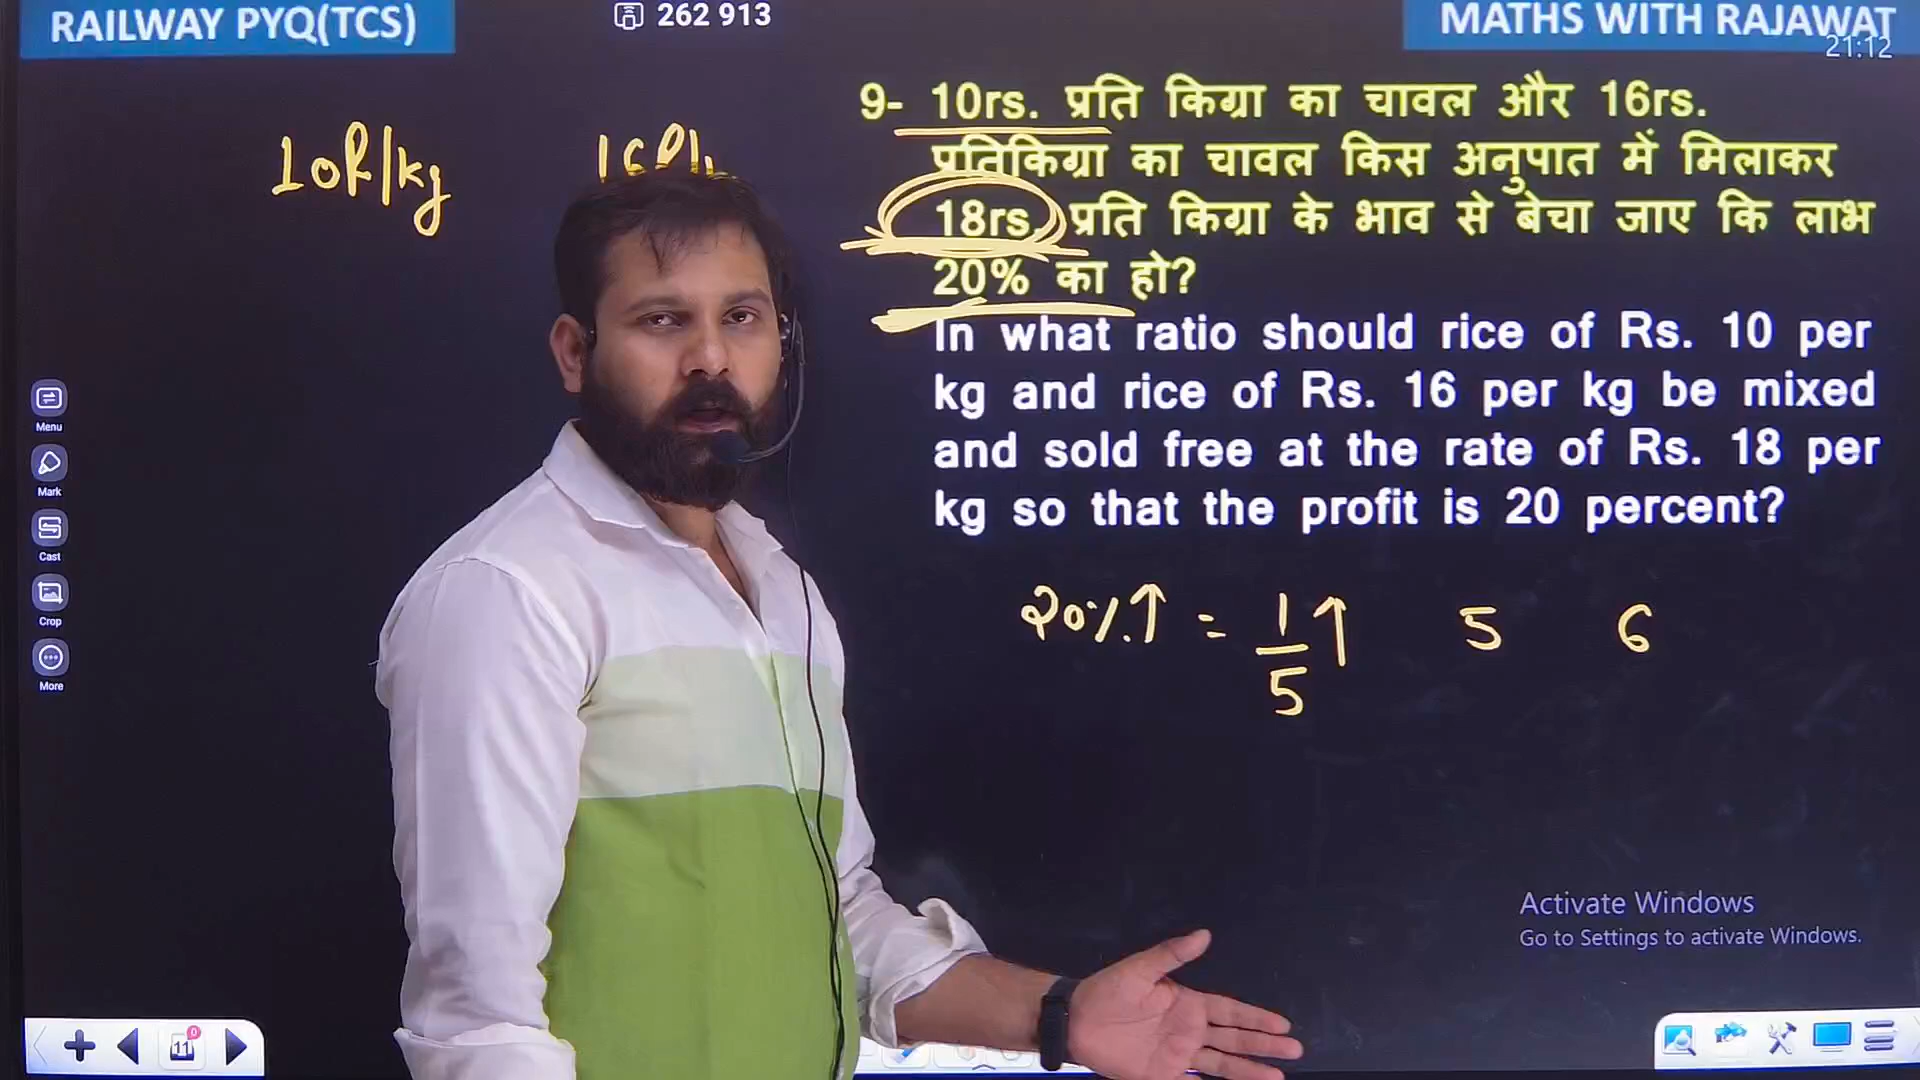 RAILWAY PYQ(TCS)
262 913
MATHS WITH RAJAWAT
21:12
10R/kg
9- 10rs. प्रति किग्रा का चावल और 16rs.
प्रतिकिग्रा का चावल किस अनुपात में मिलाकर
18rs. प्रति किग्रा के भाव से बेचा जाए कि लाभ
20% का हो?
In what ratio should rice of Rs. 10 per
kg and rice of Rs. 16 per kg be mixed
and sold free at the rate of Rs. 18 per
kg so that the profit is 20 percent?
20%↑ = 1/5↑ 5 6
Menu
Mark
Cast
Crop
More
Activate Windows
Go to Settings to activate Windows.
0
11